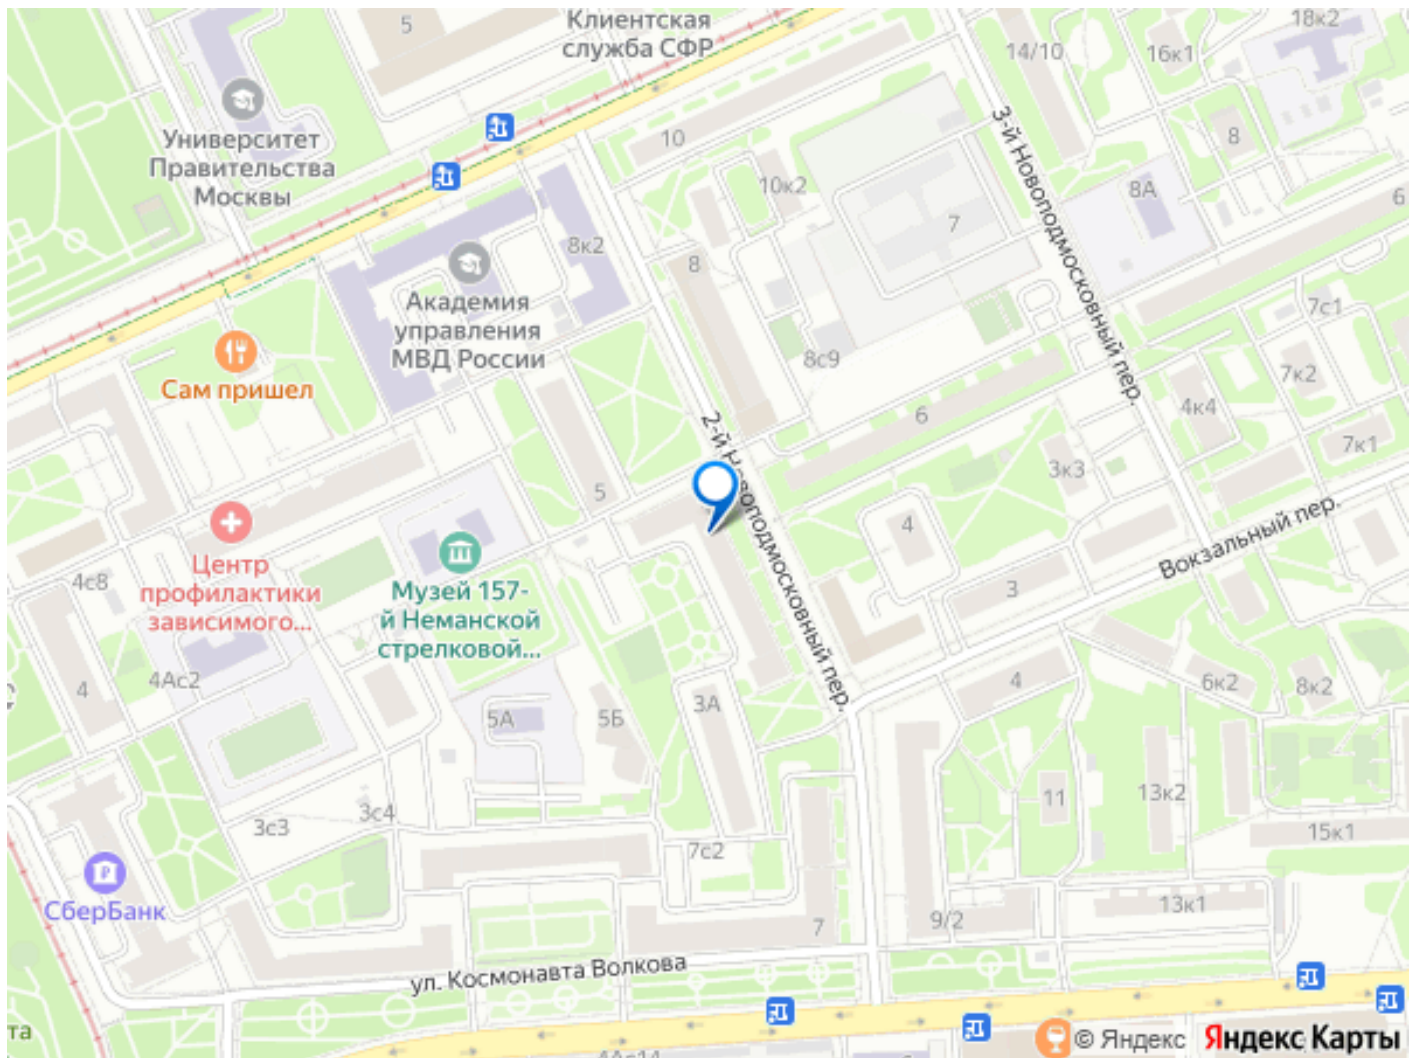 5
Клиентская
служба СФР
18к2
14/10
16к1
Университет
Правительства
Москвы
10
10к2
3-й Новоподмосковный пер.
8
8А
6
8к2
7
8
Академия
управления
МВД России
7с1
8с9
Сам пришел
7к2
4к4
2-й Новоподмосковный пер.
6
7к1
3к3
5
4
Вокзальный пер.
Центр
профилактики
зависимого...
4с8
Музей 157-
й Неманской
стрелковой...
3
4Ас2
4
4
6к2
8к2
3А
5А
5Б
11
13к2
3с4
3с3
15к1
7с2
СберБанк
13к1
9/2
7
ул. Космонавта Волкова
та
4Ас14
© Яндекс
Яндекс Карты